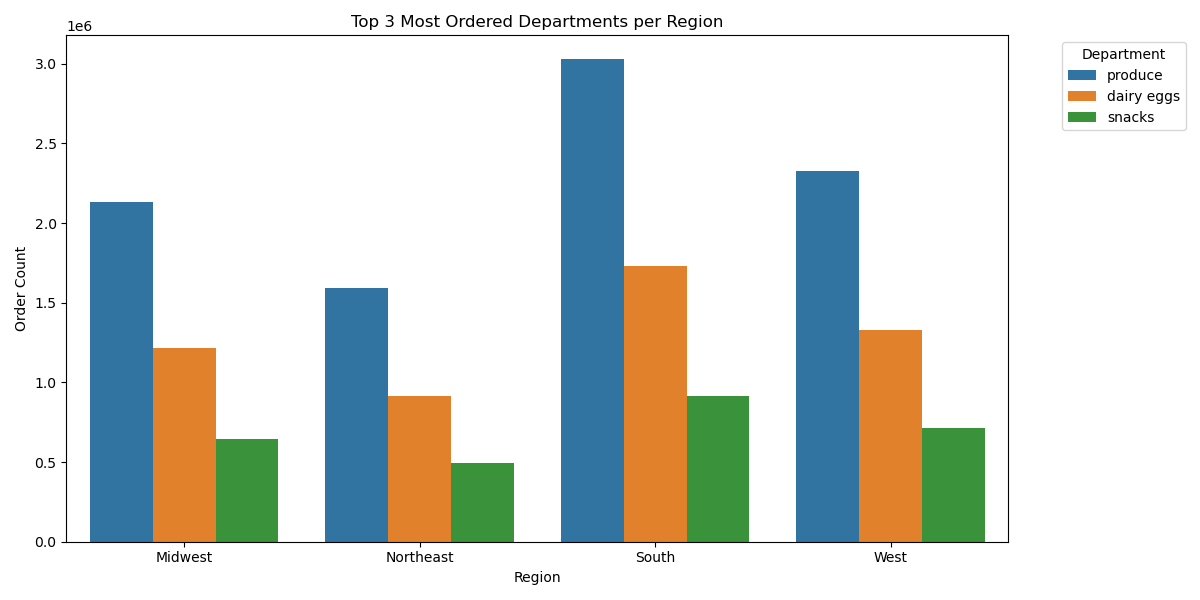 Top 3 Most Ordered Departments per Region
1e6
3.0
2.5
2.0
1.5
1.0
0.5
0.0
Order Count
Midwest Northeast South West
Region
Department
produce
dairy eggs
snacks